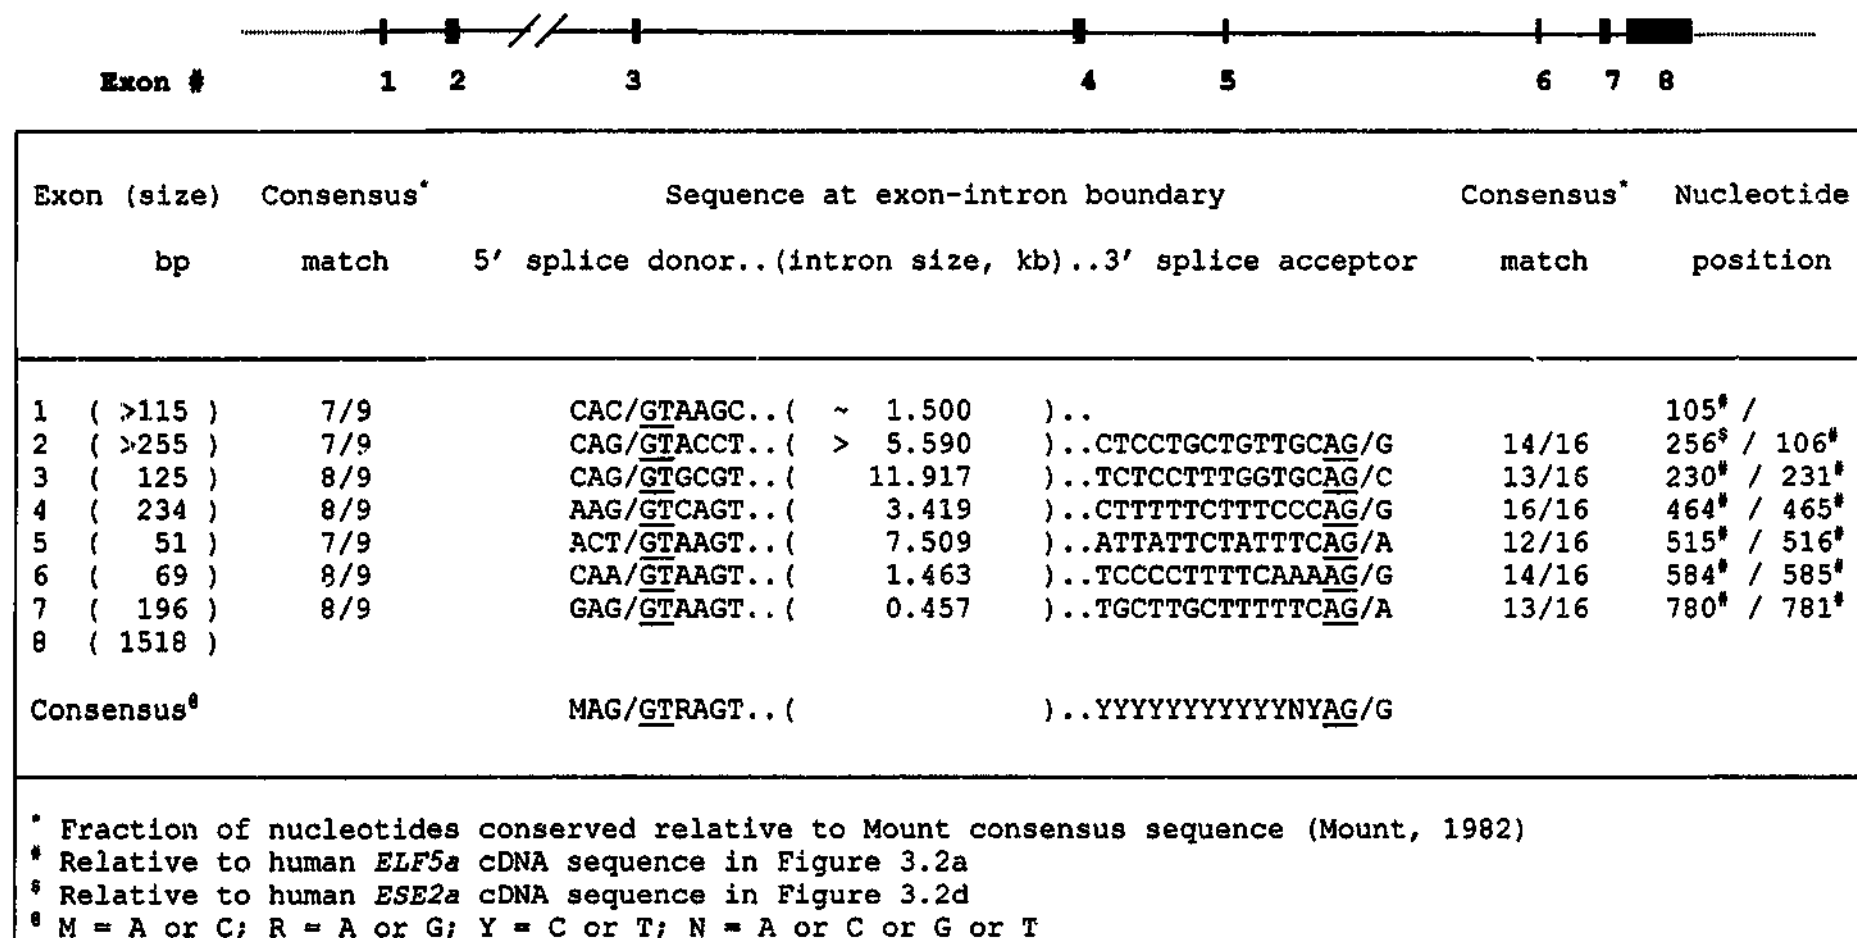 Exon # 1 2 3 4 5 6 7 8
Exon (size) Consensus* Sequence at exon-intron boundary Consensus* Nucleotide
bp match 5' splice donor..(intron size, kb)..3' splice acceptor match position
1 ( >115 ) 7/9 CAC/GTAAGC..( ~ 1.500 ).. 105# /
2 ( >255 ) 7/9 CAG/GTACCT..( > 5.590 )..CTCCTGCTGTTGCAG/G 14/16 256$ / 106#
3 ( 125 ) 8/9 CAG/GTGCGT..( 11.917 )..TCTCCTTTGGTGCAG/C 13/16 230# / 231#
4 ( 234 ) 8/9 AAG/GTCAGT..( 3.419 )..CTTTTTCTTTCCCAG/G 16/16 464# / 465#
5 ( 51 ) 7/9 ACT/GTAAGT..( 7.509 )..ATTATTCTATTTCAG/A 12/16 515# / 516#
6 ( 69 ) 8/9 CAA/GTAAGT..( 1.463 )..TCCCCTTTTCAAAAG/G 14/16 584# / 585#
7 ( 196 ) 8/9 GAG/GTAAGT..( 0.457 )..TGCTTGCTTTTTCAG/A 13/16 780# / 781#
8 ( 1518 )
Consensus@ MAG/GTRAGT..( )..YYYYYYYYYYYNYAG/G
* Fraction of nucleotides conserved relative to Mount consensus sequence (Mount, 1982)
# Relative to human ELF5a cDNA sequence in Figure 3.2a
$ Relative to human ESE2a cDNA sequence in Figure 3.2d
@ M = A or C; R = A or G; Y = C or T; N = A or C or G or T